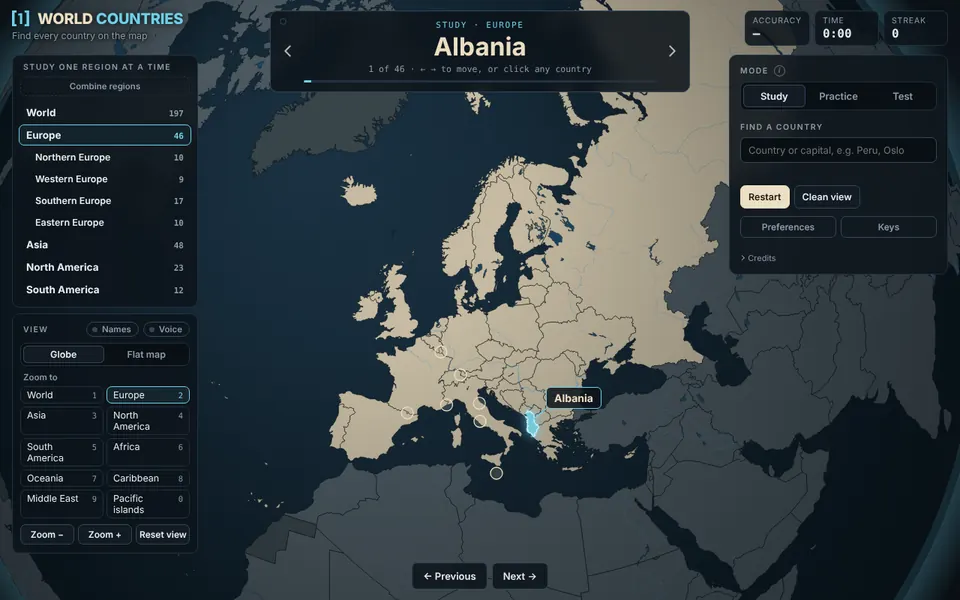 [1] WORLD COUNTRIES
Find every country on the map
STUDY ONE REGION AT A TIME
Combine regions
World 197
Europe 46
Northern Europe 10
Western Europe 9
Southern Europe 17
Eastern Europe 10
Asia 48
North America 23
South America 12
VIEW
Names
Voice
Globe
Flat map
Zoom to
World 1
Europe 2
Asia 3
North America 4
South America 5
Africa 6
Oceania 7
Caribbean 8
Middle East 9
Pacific islands 0
Zoom −
Zoom +
Reset view
STUDY · EUROPE
Albania
1 of 46 · ← → to move, or click any country
Albania
← Previous
Next →
ACCURACY
–
TIME
0:00
STREAK
0
MODE i
Study
Practice
Test
FIND A COUNTRY
Country or capital, e.g. Peru, Oslo
Restart
Clean view
Preferences
Keys
Credits